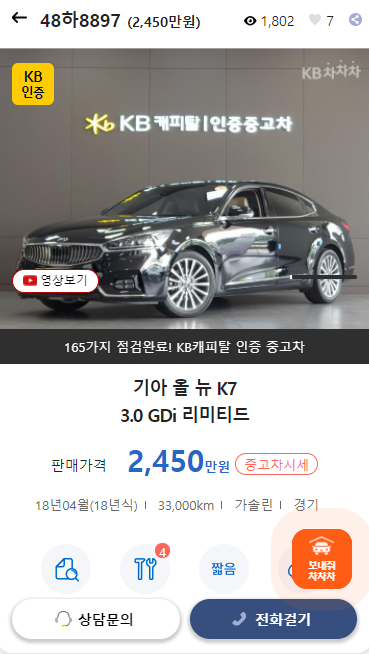 48하8897 (2,450만원) 1,802 7
KB
인증
KB차차차
KB 캐피탈 | 인증중고차
영상보기
165가지 점검완료! KB캐피탈 인증 중고차
기아 올 뉴 K7
3.0 GDi 리미티드
판매가격 2,450만원 중고차시세
18년04월(18년식) | 33,000km | 가솔린 | 경기
4
짧음
보내줘
차차차
상담문의 전화걸기